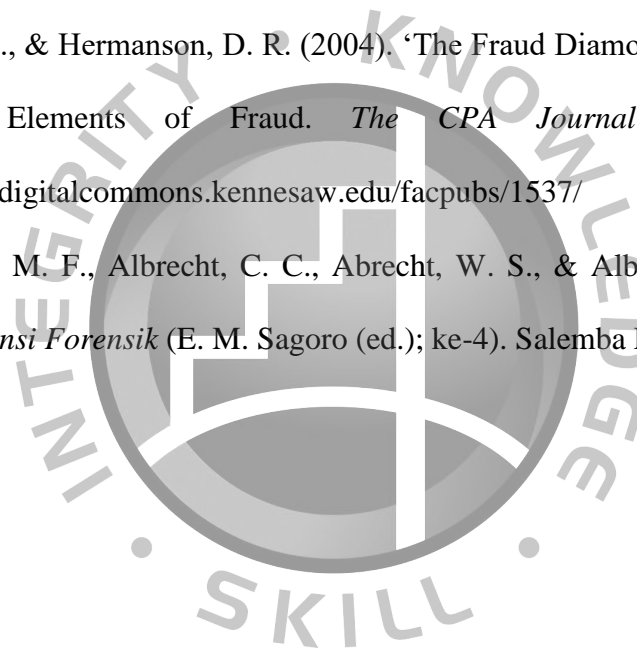 ., & Hermanson, D. R. (2004). ‘The Fraud Diamo
Elements of Fraud. The CPA Journal
digitalcommons.kennesaw.edu/facpubs/1537/
M. F., Albrecht, C. C., Abrecht, W. S., & Alb
nsi Forensik (E. M. Sagoro (ed.); ke-4). Salemba
INTEGRITY • KNOWLEDGE • SKILL •